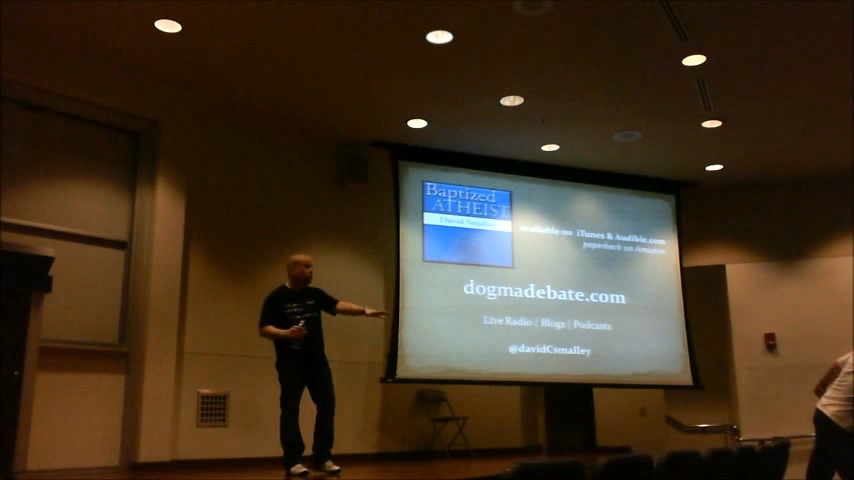 Baptized
ATHEIST
David Smalley
available on iTunes & Audible.com
paperback on Amazon
dogmadebate.com
Live Radio | Blogs | Podcasts
@davidCsmalley